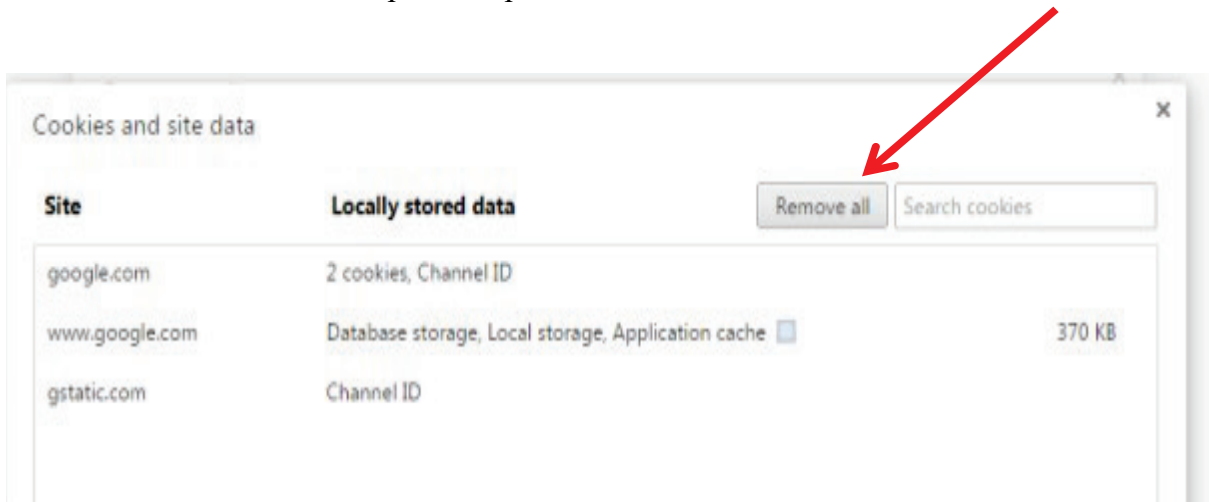 Cookies and site data
Site Locally stored data Remove all Search cookies
google.com 2 cookies, Channel ID
www.google.com Database storage, Local storage, Application cache 370 KB
gstatic.com Channel ID